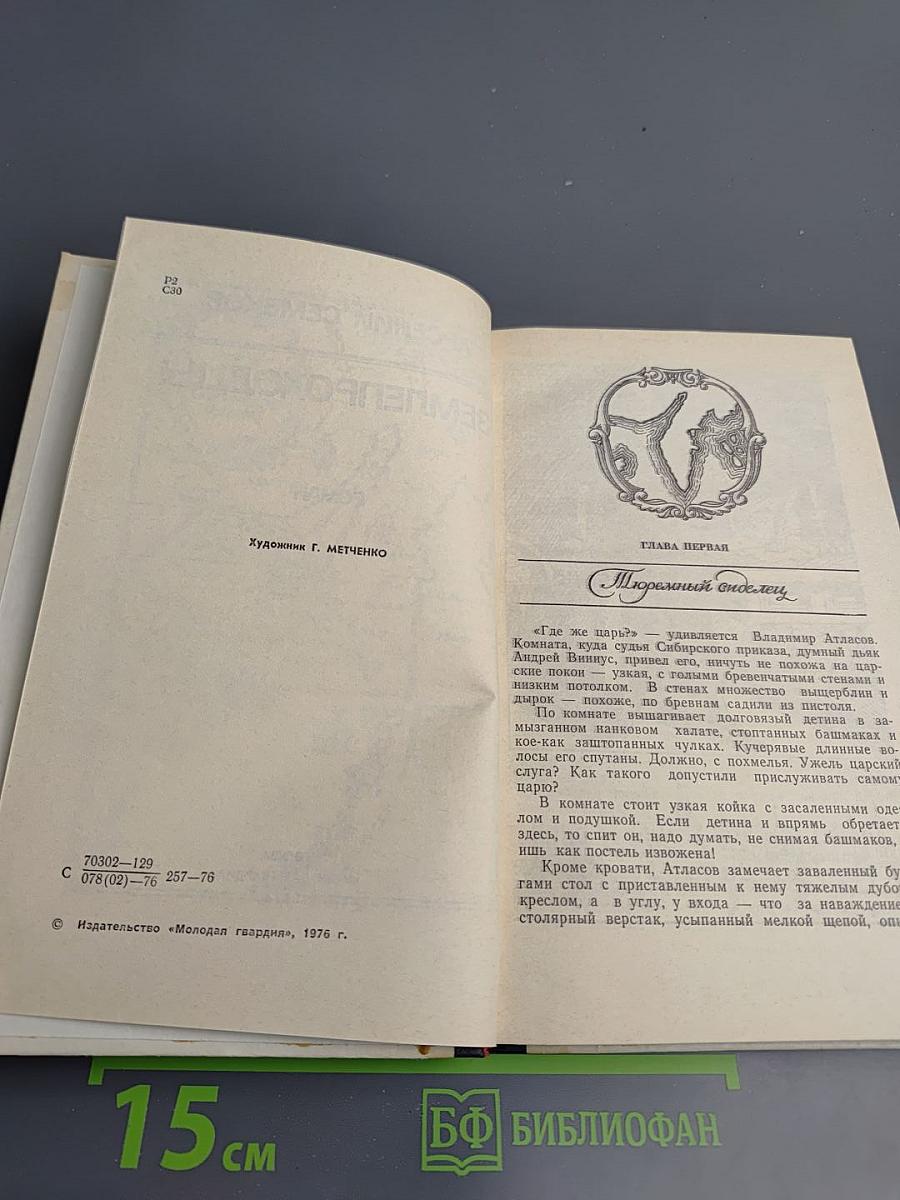 Р2
С30
Художник Г. МЕТЧЕНКО
С 70302—129
078(02)—76 257—76
© Издательство «Молодая гвардия», 1976 г.
ГЛАВА ПЕРВАЯ
Тюремный сиделец
«Где же царь?» — удивляется Владимир Атласов.
Комната, куда судья Сибирского приказа, думный дьяк
Андрей Виниус, привел его, ничуть не похожа на цар-
ские покои — узкая, с голыми бревенчатыми стенами и
низким потолком. В стенах множество выщерблин и
дырок — похоже, по бревнам садили из пистоля.
По комнате вышагивает долговязый детина в за-
мызганном нанковом халате, стоптанных башмаках и
кое-как заштопанных чулках. Кучерявые длинные во-
лосы его спутаны. Должно, с похмелья. Ужель царский
слуга? Как такого допустили прислуживать самому
царю?
В комнате стоит узкая койка с засаленными оде-
лом и подушкой. Если детина и впрямь обретает
здесь, то спит он, надо думать, не снимая башмаков,
ишь как постель извожена!
Кроме кровати, Атласов замечает заваленный бу-
гами стол с приставленным к нему тяжелым дубо
креслом, а в углу, у входа — что за наваждение
столярный верстак, усыпанный мелкой щепой, опи
15 см
БФ БИБЛИОФАН